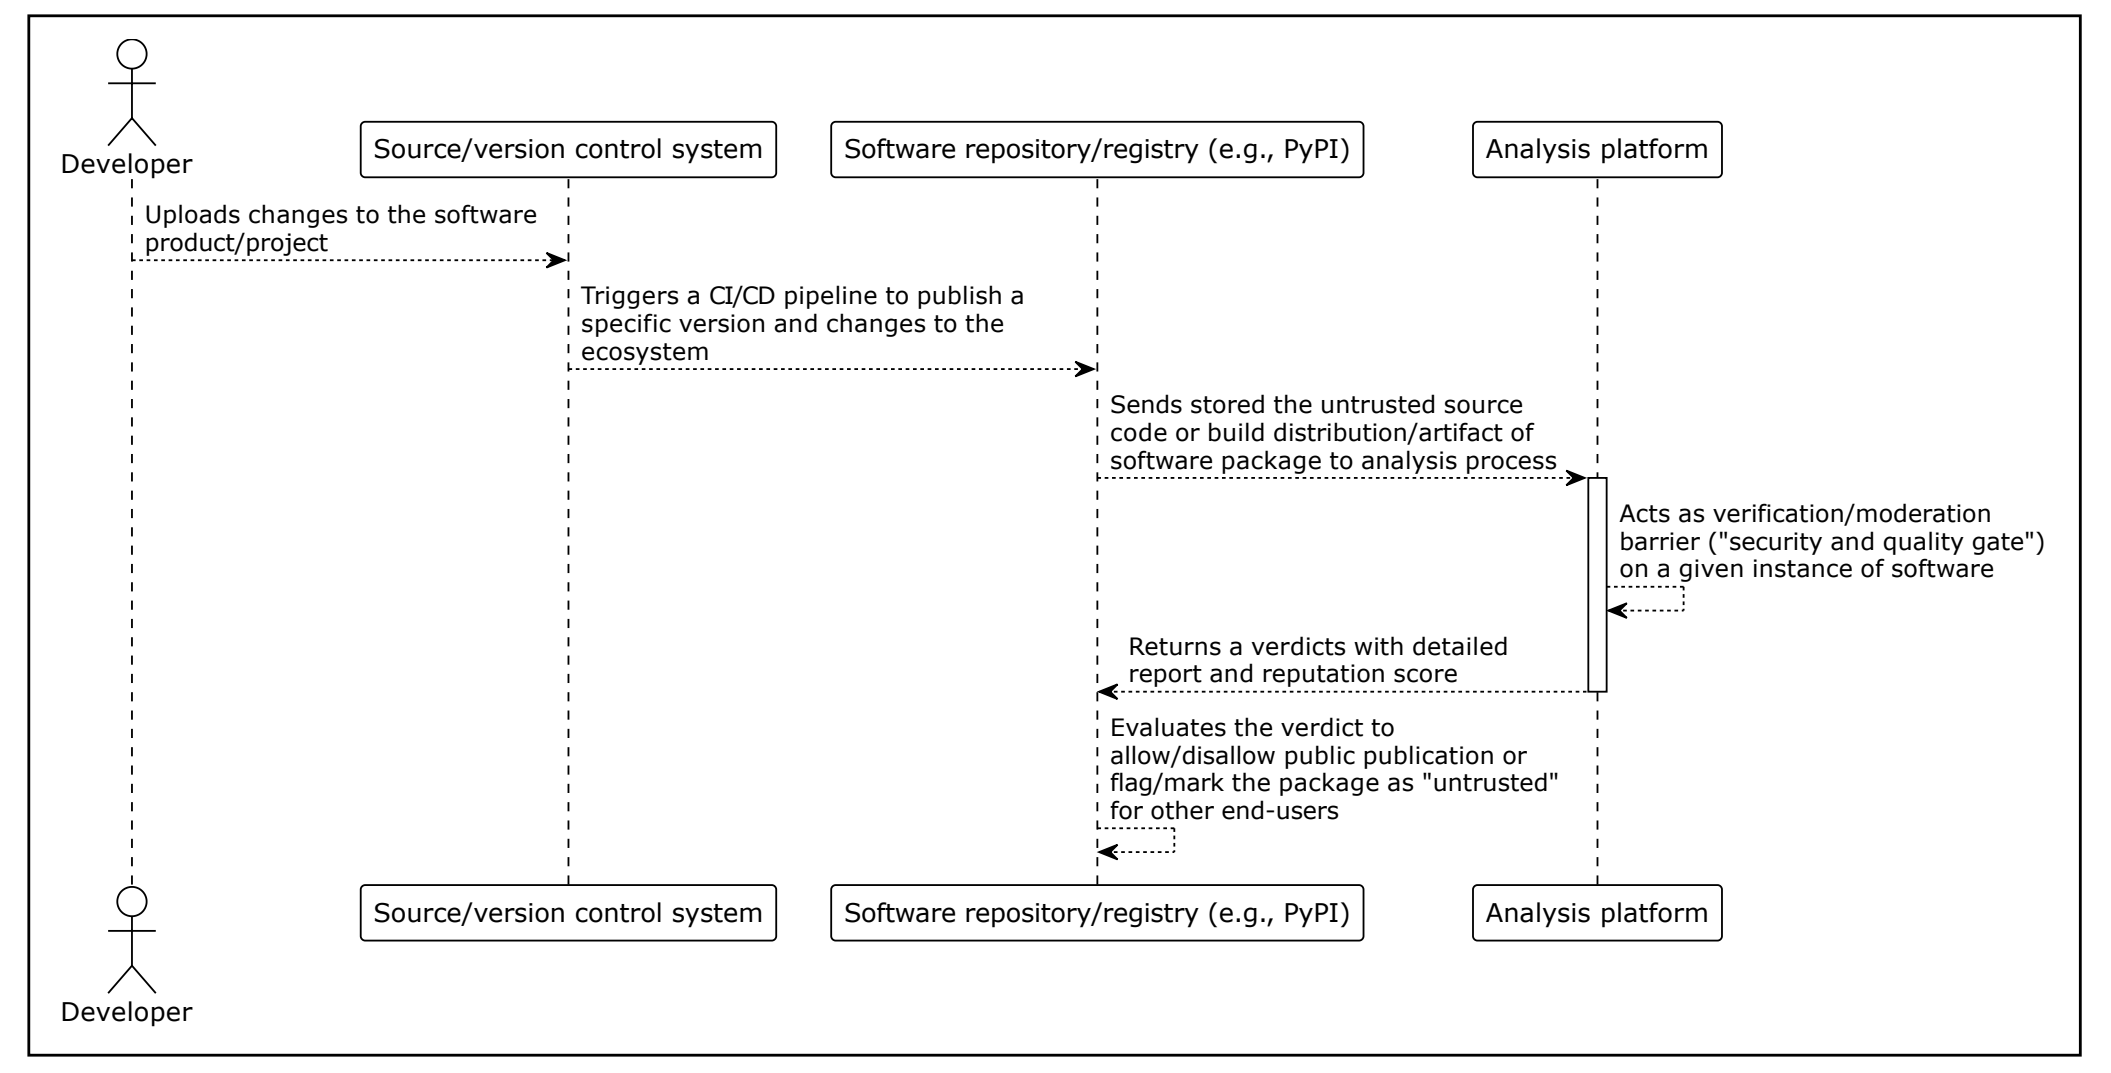 Developer
Source/version control system
Software repository/registry (e.g., PyPI)
Analysis platform
Uploads changes to the software
product/project
Triggers a CI/CD pipeline to publish a
specific version and changes to the
ecosystem
Sends stored the untrusted source
code or build distribution/artifact of
software package to analysis process
Acts as verification/moderation
barrier ("security and quality gate")
on a given instance of software
Returns a verdicts with detailed
report and reputation score
Evaluates the verdict to
allow/disallow public publication or
flag/mark the package as "untrusted"
for other end-users
Source/version control system
Software repository/registry (e.g., PyPI)
Analysis platform
Developer